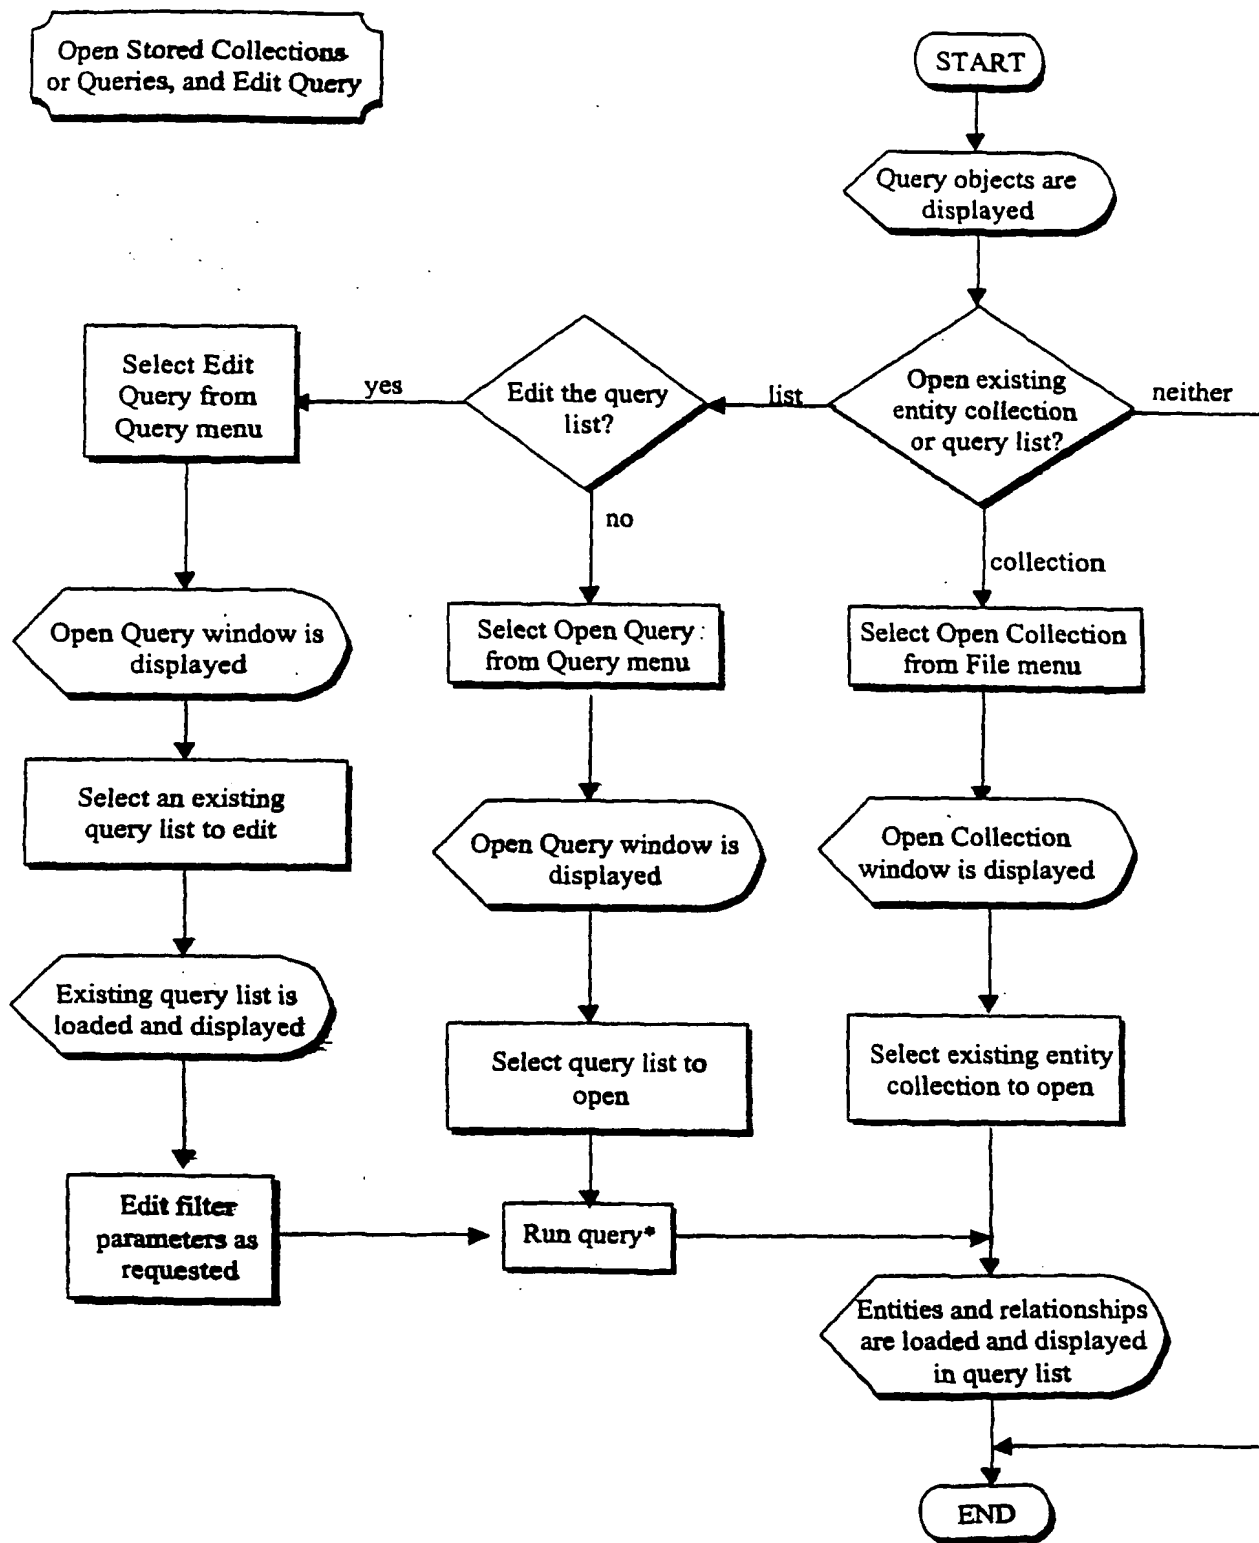 Open Stored Collections
or Queries, and Edit Query
START
Query objects are
displayed
Open existing
entity collection
or query list?
neither
list
collection
Edit the query
list?
yes
no
Select Edit
Query from
Query menu
Open Query window is
displayed
Select an existing
query list to edit
Existing query list is
loaded and displayed
Edit filter
parameters as
requested
Select Open Query
from Query menu
Open Query window is
displayed
Select query list to
open
Run query*
Select Open Collection
from File menu
Open Collection
window is displayed
Select existing entity
collection to open
Entities and relationships
are loaded and displayed
in query list
END